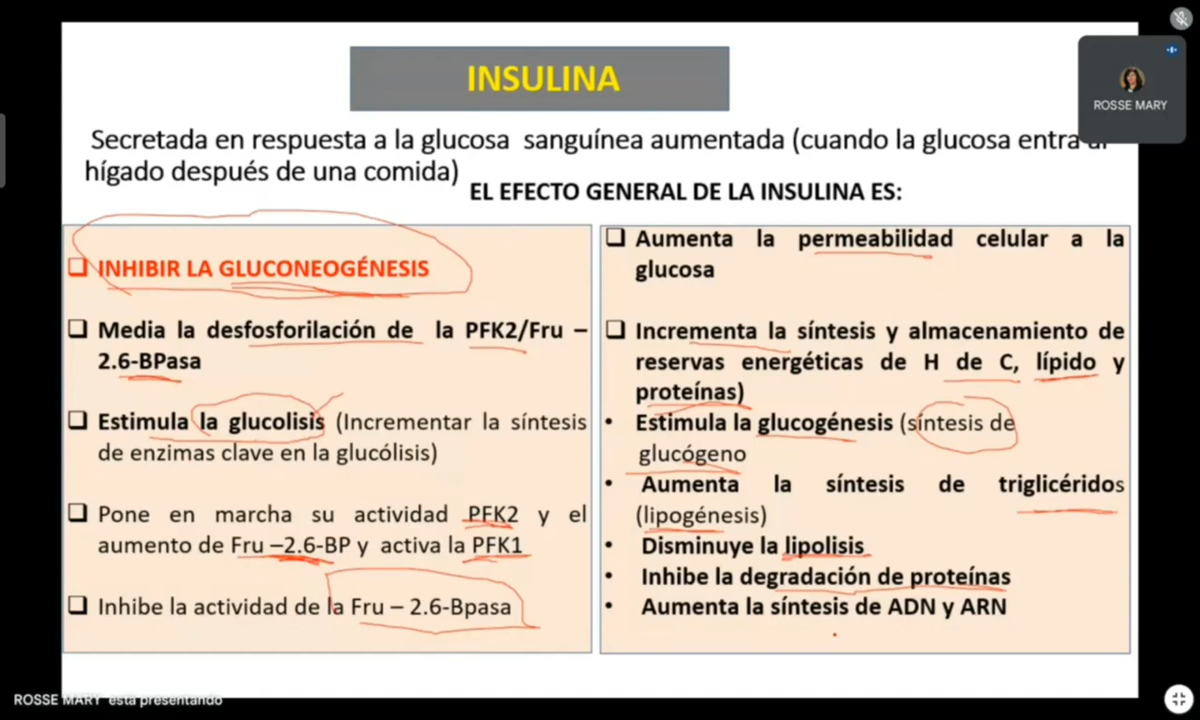 INSULINA
ROSSE MARY
Secretada en respuesta a la glucosa sanguínea aumentada (cuando la glucosa entra al
hígado después de una comida)
EL EFECTO GENERAL DE LA INSULINA ES:
❑ INHIBIR LA GLUCONEOGÉNESIS
❑ Media la desfosforilación de la PFK2/Fru –
2.6-BPasa
❑ Estimula la glucolisis (Incrementar la síntesis
de enzimas clave en la glucólisis)
❑ Pone en marcha su actividad PFK2 y el
aumento de Fru –2.6-BP y activa la PFK1
❑ Inhibe la actividad de la Fru – 2.6-Bpasa
❑ Aumenta la permeabilidad celular a la
glucosa
❑ Incrementa la síntesis y almacenamiento de
reservas energéticas de H de C, lípido y
proteínas)
• Estimula la glucogénesis (síntesis de
glucógeno
• Aumenta la síntesis de triglicéridos
(lipogénesis)
• Disminuye la lipolisis
• Inhibe la degradación de proteínas
• Aumenta la síntesis de ADN y ARN
ROSSE MARY está presentando